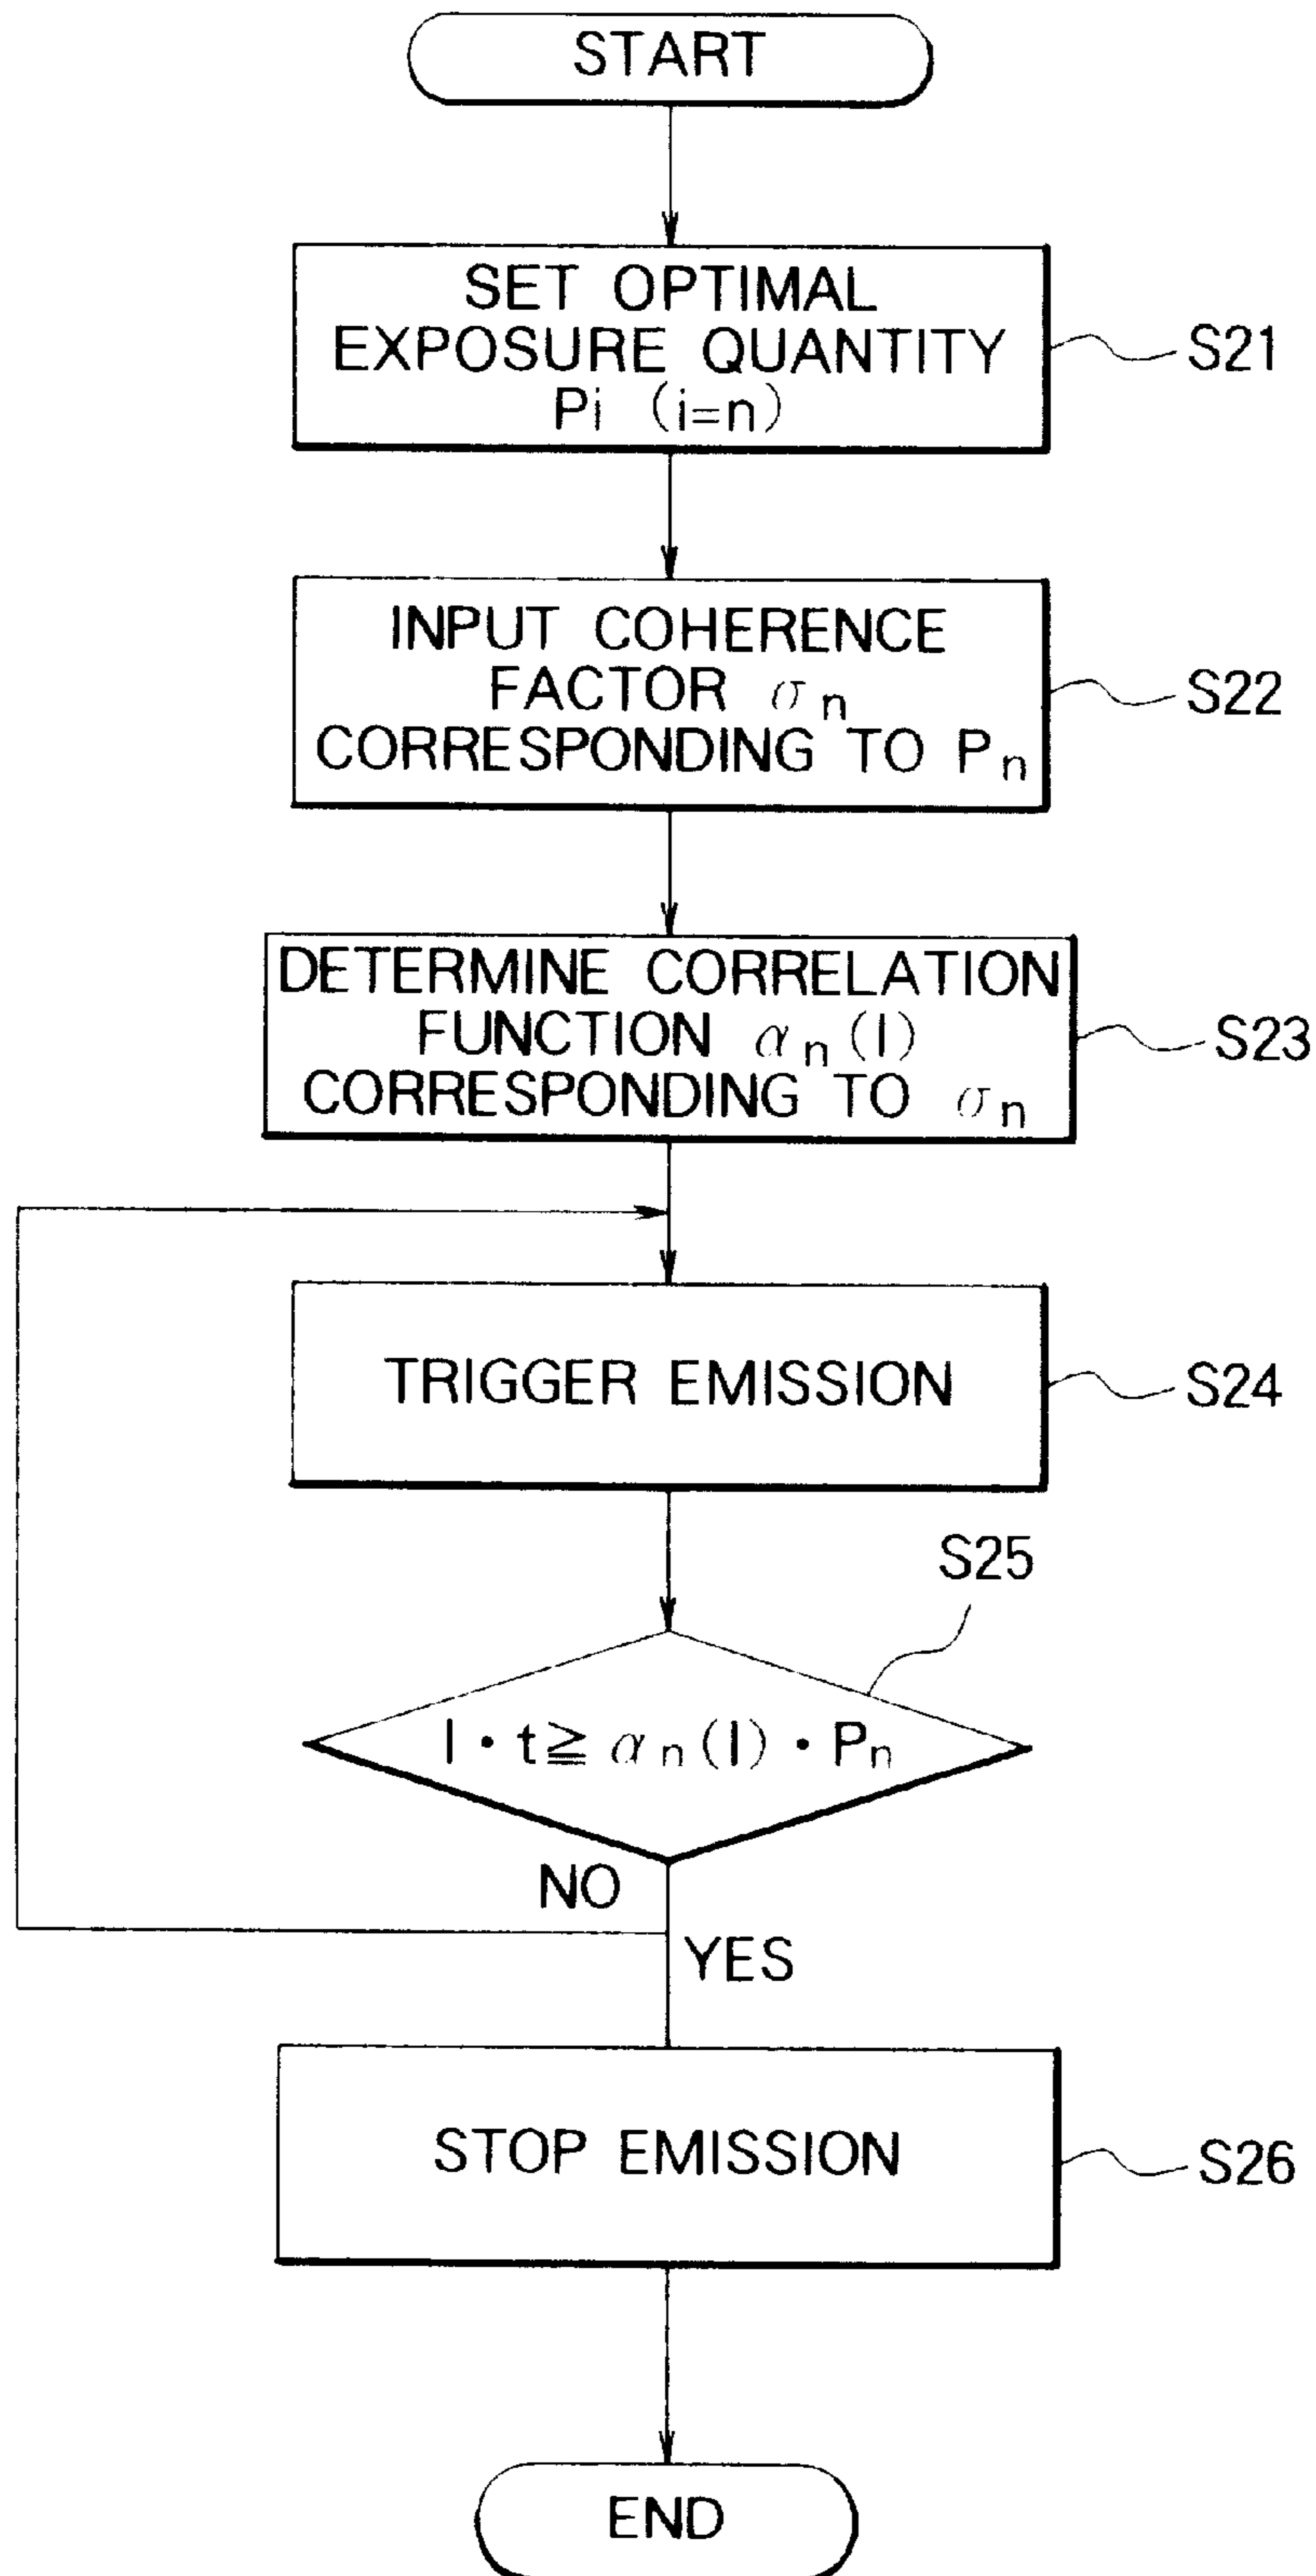 START
SET OPTIMAL
EXPOSURE QUANTITY
Pi (i=n)
S21
INPUT COHERENCE
FACTOR σn
CORRESPONDING TO Pn
S22
DETERMINE CORRELATION
FUNCTION αn(I)
CORRESPONDING TO σn
S23
TRIGGER EMISSION
S24
S25
I・t≧αn(I)・Pn
NO
YES
STOP EMISSION
S26
END